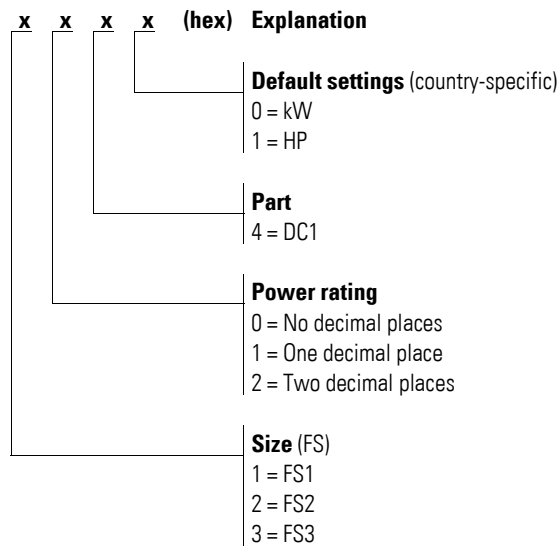 x x x x (hex) Explanation
Default settings (country-specific)
0 = kW
1 = HP
Part
4 = DC1
Power rating
0 = No decimal places
1 = One decimal place
2 = Two decimal places
Size (FS)
1 = FS1
2 = FS2
3 = FS3